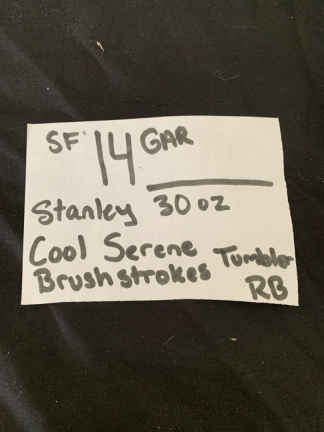 SF 14 GAR
Stanley 30 oz
Cool Serene Tumbler
Brushstrokes RB